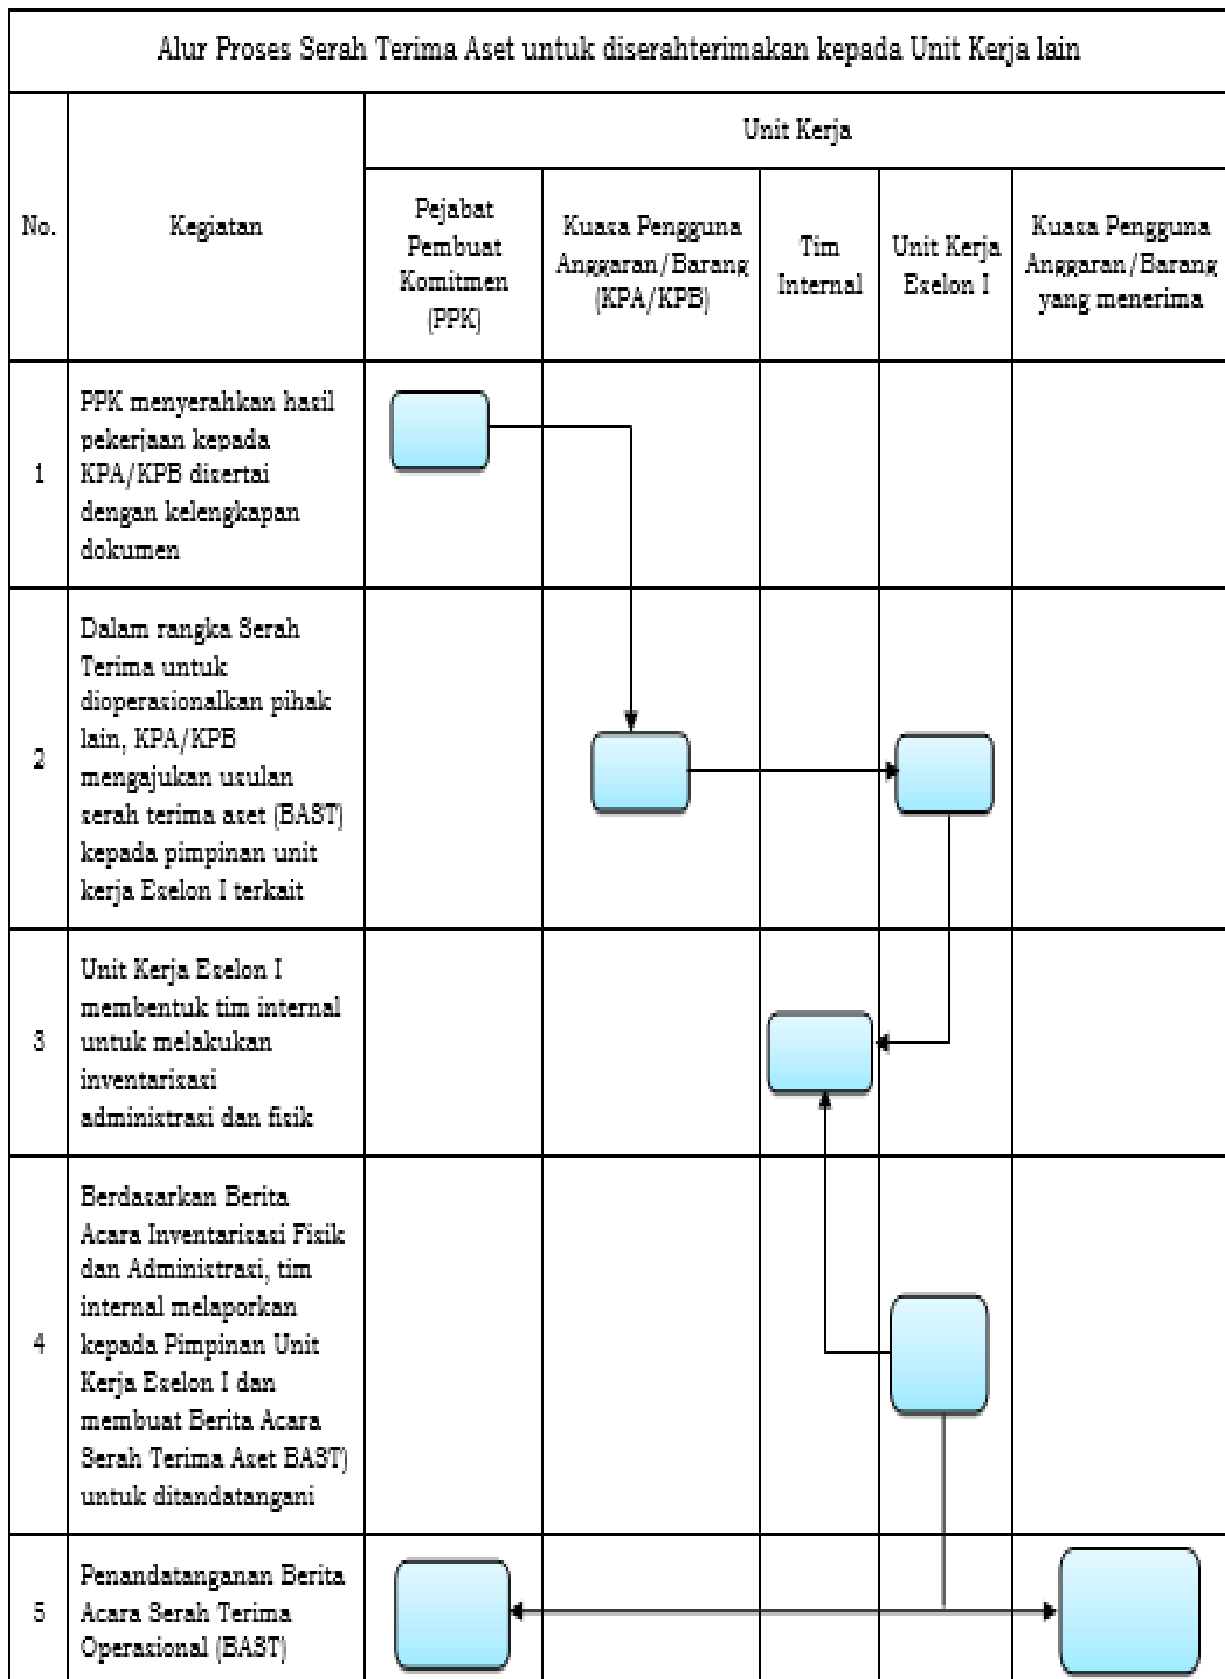 Alur Proses Serah Terima Aset untuk diserahterimakan kepada Unit Kerja lain
No.
Kegiatan
Unit Kerja
Pejabat
Pembuat
Komitmen
(PPK)
Kuasa Pengguna
Anggaran/Barang
(KPA/KPB)
Tim
Internal
Unit Kerja
Eselon I
Kuasa Pengguna
Anggaran/Barang
yang menerima
1
PPK menyerahkan hasil
pekerjaan kepada
KPA/KPB disertai
dengan kelengkapan
dokumen
2
Dalam rangka Serah
Terima untuk
dioperasionalkan pihak
lain, KPA/KPB
mengajukan usulan
serah terima aset (BAST)
kepada pimpinan unit
kerja Eselon I terkait
3
Unit Kerja Eselon I
membentuk tim internal
untuk melakukan
inventarisasi
administrasi dan fisik
4
Berdasarkan Berita
Acara Inventarisasi Fisik
dan Administrasi, tim
internal melaporkan
kepada Pimpinan Unit
Kerja Eselon I dan
membuat Berita Acara
Serah Terima Aset BAST)
untuk ditandatangani
5
Penandatanganan Berita
Acara Serah Terima
Operasional (BAST)